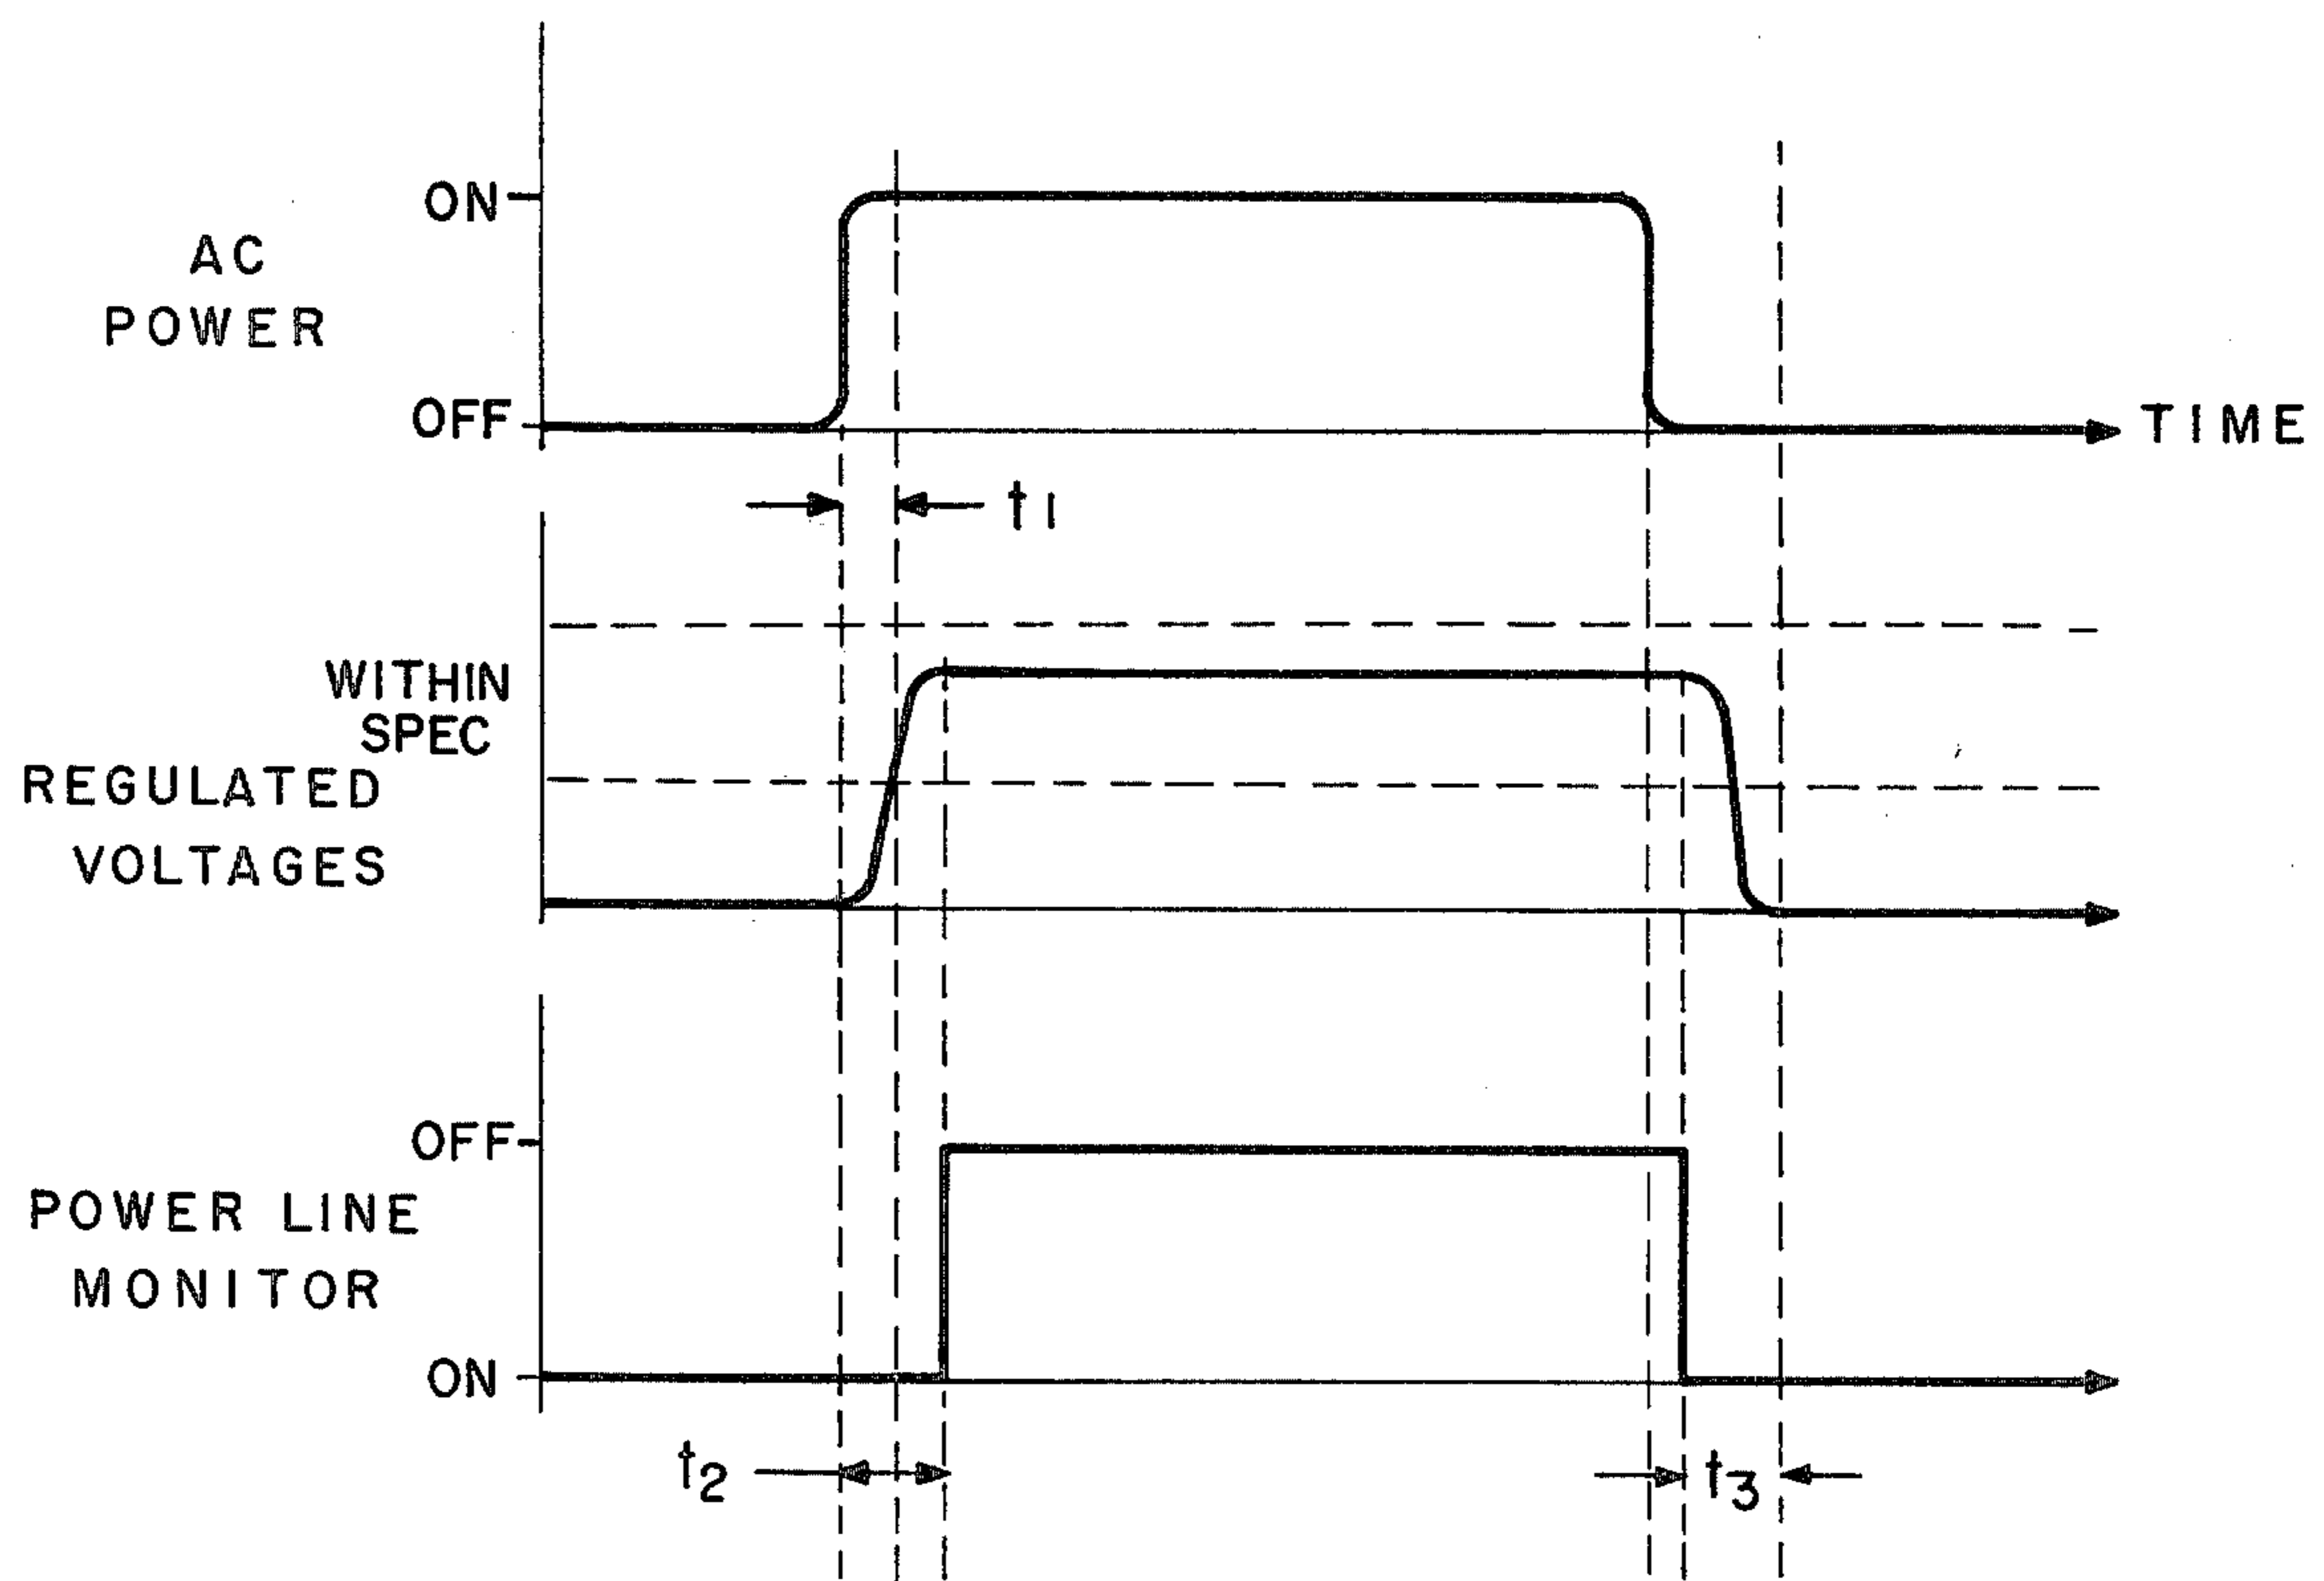 ON
AC
POWER
OFF
TIME
t1
WITHIN
SPEC
REGULATED
VOLTAGES
OFF
POWER LINE
MONITOR
ON
t2
t3